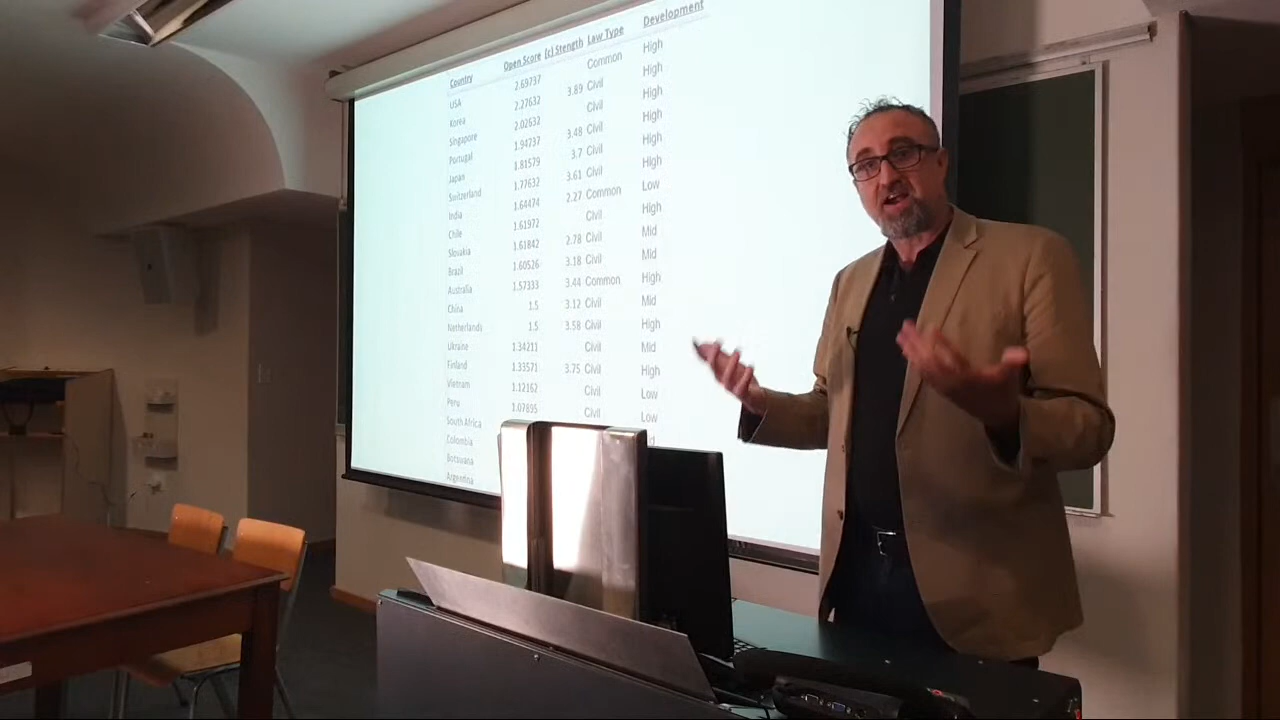 Country Open Score (c) Stength Law Type Development
USA 2.69737 Common High
Korea 2.27632 3.89 Civil High
Singapore 2.02632 Civil High
Portugal 1.94737 3.48 Civil High
Japan 1.81579 3.7 Civil High
Switzerland 1.77632 3.61 Civil High
India 1.64474 2.27 Common Low
Chile 1.61972 Civil High
Slovakia 1.61842 2.78 Civil Mid
Brazil 1.60526 3.18 Civil Mid
Australia 1.57333 3.44 Common High
China 1.5 3.12 Civil Mid
Netherlands 1.5 3.58 Civil High
Ukraine 1.34211 Civil Mid
Finland 1.33571 3.75 Civil High
Vietnam 1.12162 Civil Low
Peru 1.07895 Civil Low
South Africa
Colombia
Botswana
Argentina